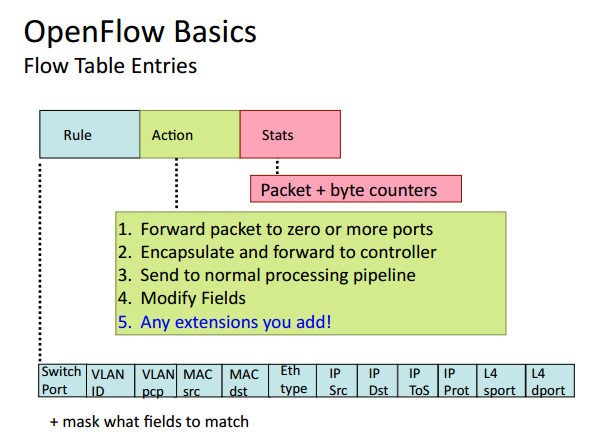 OpenFlow Basics
Flow Table Entries
Rule
Action
Stats
Packet + byte counters
1. Forward packet to zero or more ports
2. Encapsulate and forward to controller
3. Send to normal processing pipeline
4. Modify Fields
5. Any extensions you add!
Switch Port
VLAN ID
VLAN pcp
MAC src
MAC dst
Eth type
IP Src
IP Dst
IP ToS
IP Prot
L4 sport
L4 dport
+ mask what fields to match